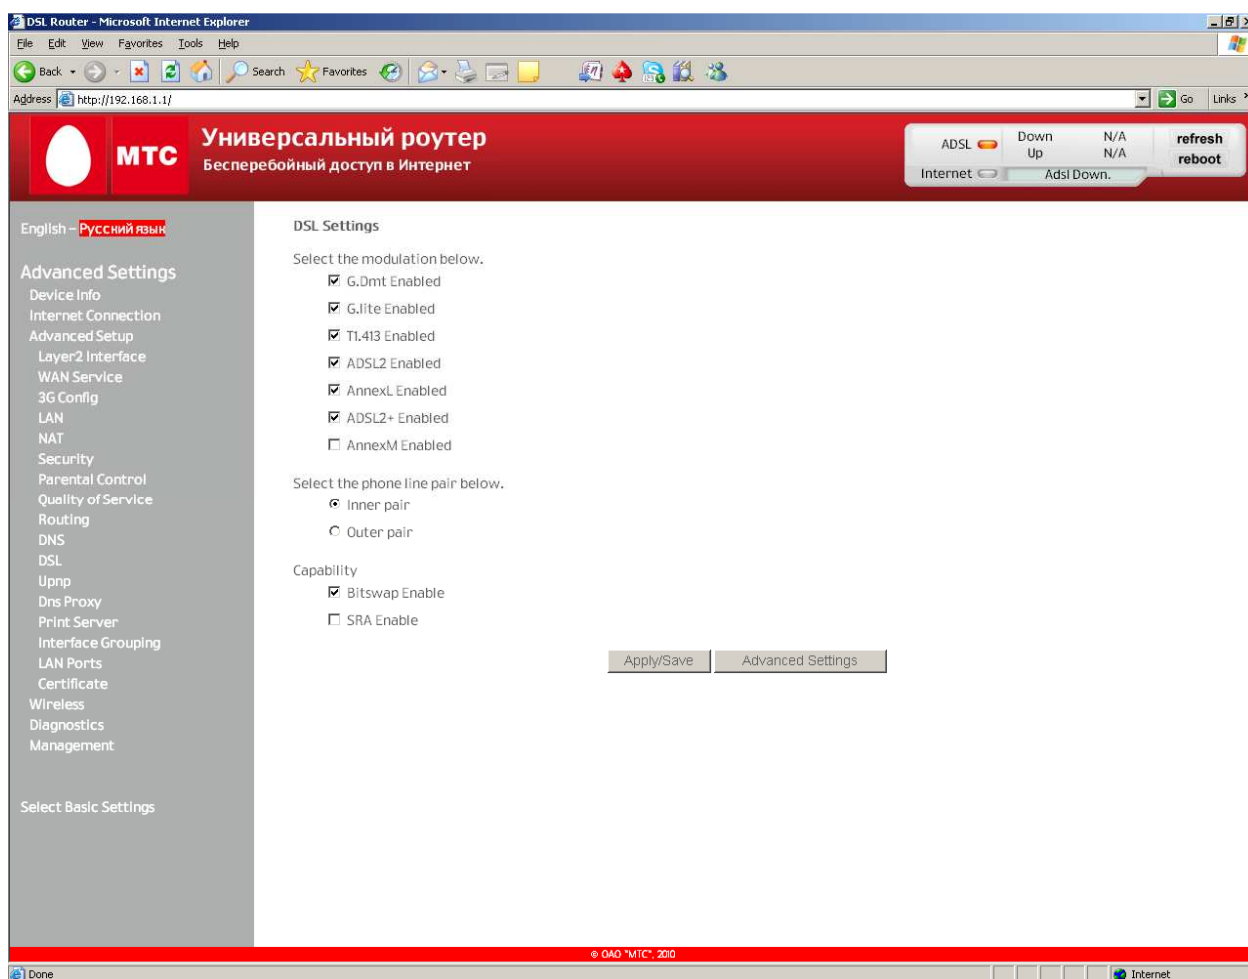 DSL Router - Microsoft Internet Explorer
File Edit View Favorites Tools Help
Back Search Favorites
Address http://192.168.1.1/ Go Links
МТС
Универсальный роутер
Бесперебойный доступ в Интернет
ADSL Down N/A refresh
Up N/A reboot
Internet Adsl Down.
English – Русский язык
Advanced Settings
Device Info
Internet Connection
Advanced Setup
Layer2 Interface
WAN Service
3G Config
LAN
NAT
Security
Parental Control
Quality of Service
Routing
DNS
DSL
Upnp
Dns Proxy
Print Server
Interface Grouping
LAN Ports
Certificate
Wireless
Diagnostics
Management
Select Basic Settings
DSL Settings
Select the modulation below.
G.Dmt Enabled
G.lite Enabled
T1.413 Enabled
ADSL2 Enabled
AnnexL Enabled
ADSL2+ Enabled
AnnexM Enabled
Select the phone line pair below.
Inner pair
Outer pair
Capability
Bitswap Enable
SRA Enable
Apply/Save Advanced Settings
© ОАО "МТС", 2010
Done Internet